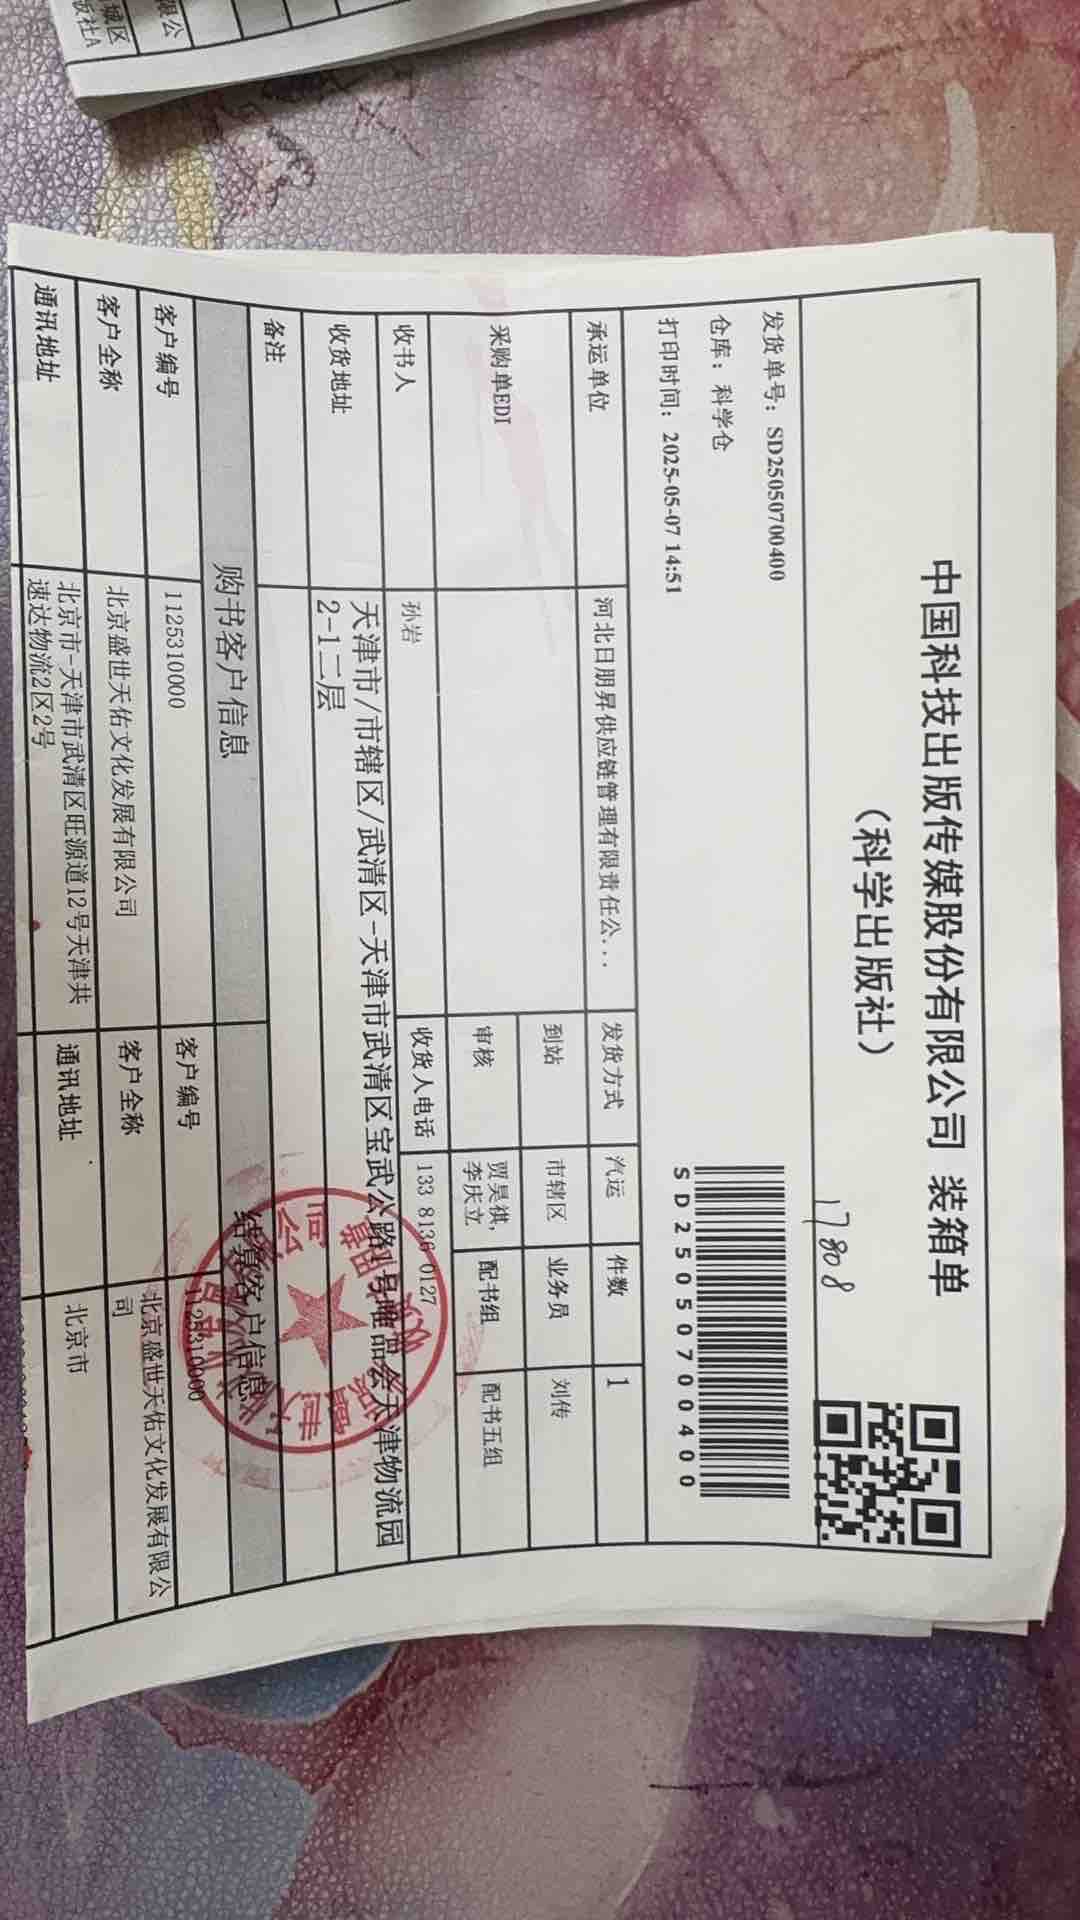 中国科技出版传媒股份有限公司 装箱单
（科学出版社）
17808
发货单号：SD25050700400
仓库：科学仓
打印时间：2025-05-07 14:51
SD25050700400
承运单位 河北日朋昇供应链管理有限责任公... 发货方式 汽运 件数 1
采购单EDI 到站 市辖区 业务员 刘传
审核 贾昊祺, 配书组 配书五组
李庆立
收书人 孙岩 收货人电话 133 8136 0127
收货地址 天津市/市辖区/武清区-天津市武清区宝武公路1号唯品会天津物流园
2-1二层
备注
购书客户信息 结算客户信息
客户编号 1125310000 客户编号 1125310000
客户全称 北京盛世天佑文化发展有限公司 客户全称 北京盛世天佑文化发展有限公
司
通讯地址 北京市-天津市武清区旺源道12号天津共 通讯地址 北京市
速达物流2区2号
限公
城区
版社A